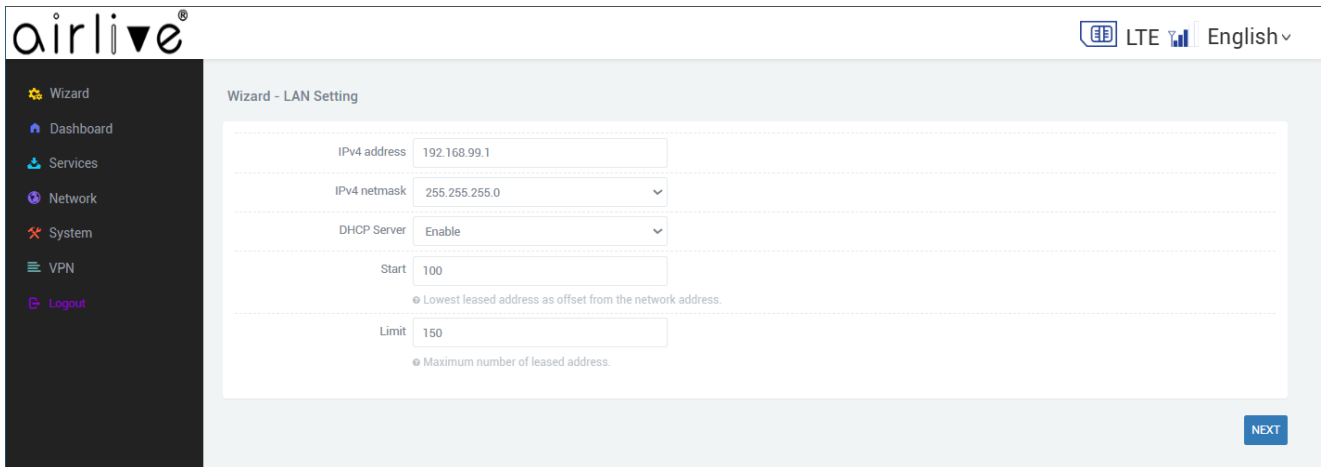 airlive®
LTE English
Wizard
Dashboard
Services
Network
System
VPN
Logout
Wizard - LAN Setting
IPv4 address 192.168.99.1
IPv4 netmask 255.255.255.0
DHCP Server Enable
Start 100
Lowest leased address as offset from the network address.
Limit 150
Maximum number of leased address.
NEXT